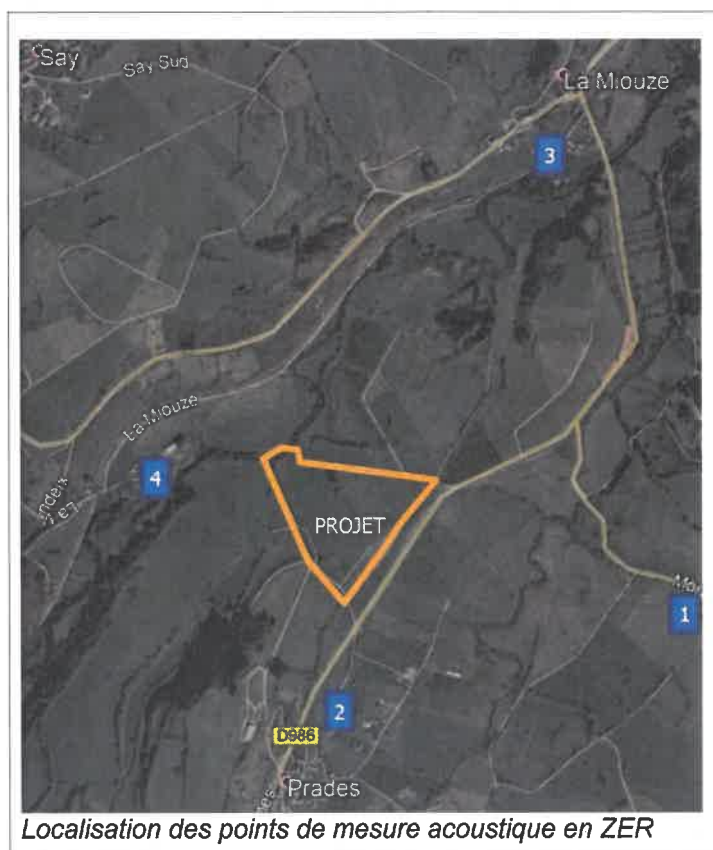 Say
Say Sud
La Miouze
3
La Miouze
4
PROJET
1
2
D986
Prades
Localisation des points de mesure acoustique en ZER